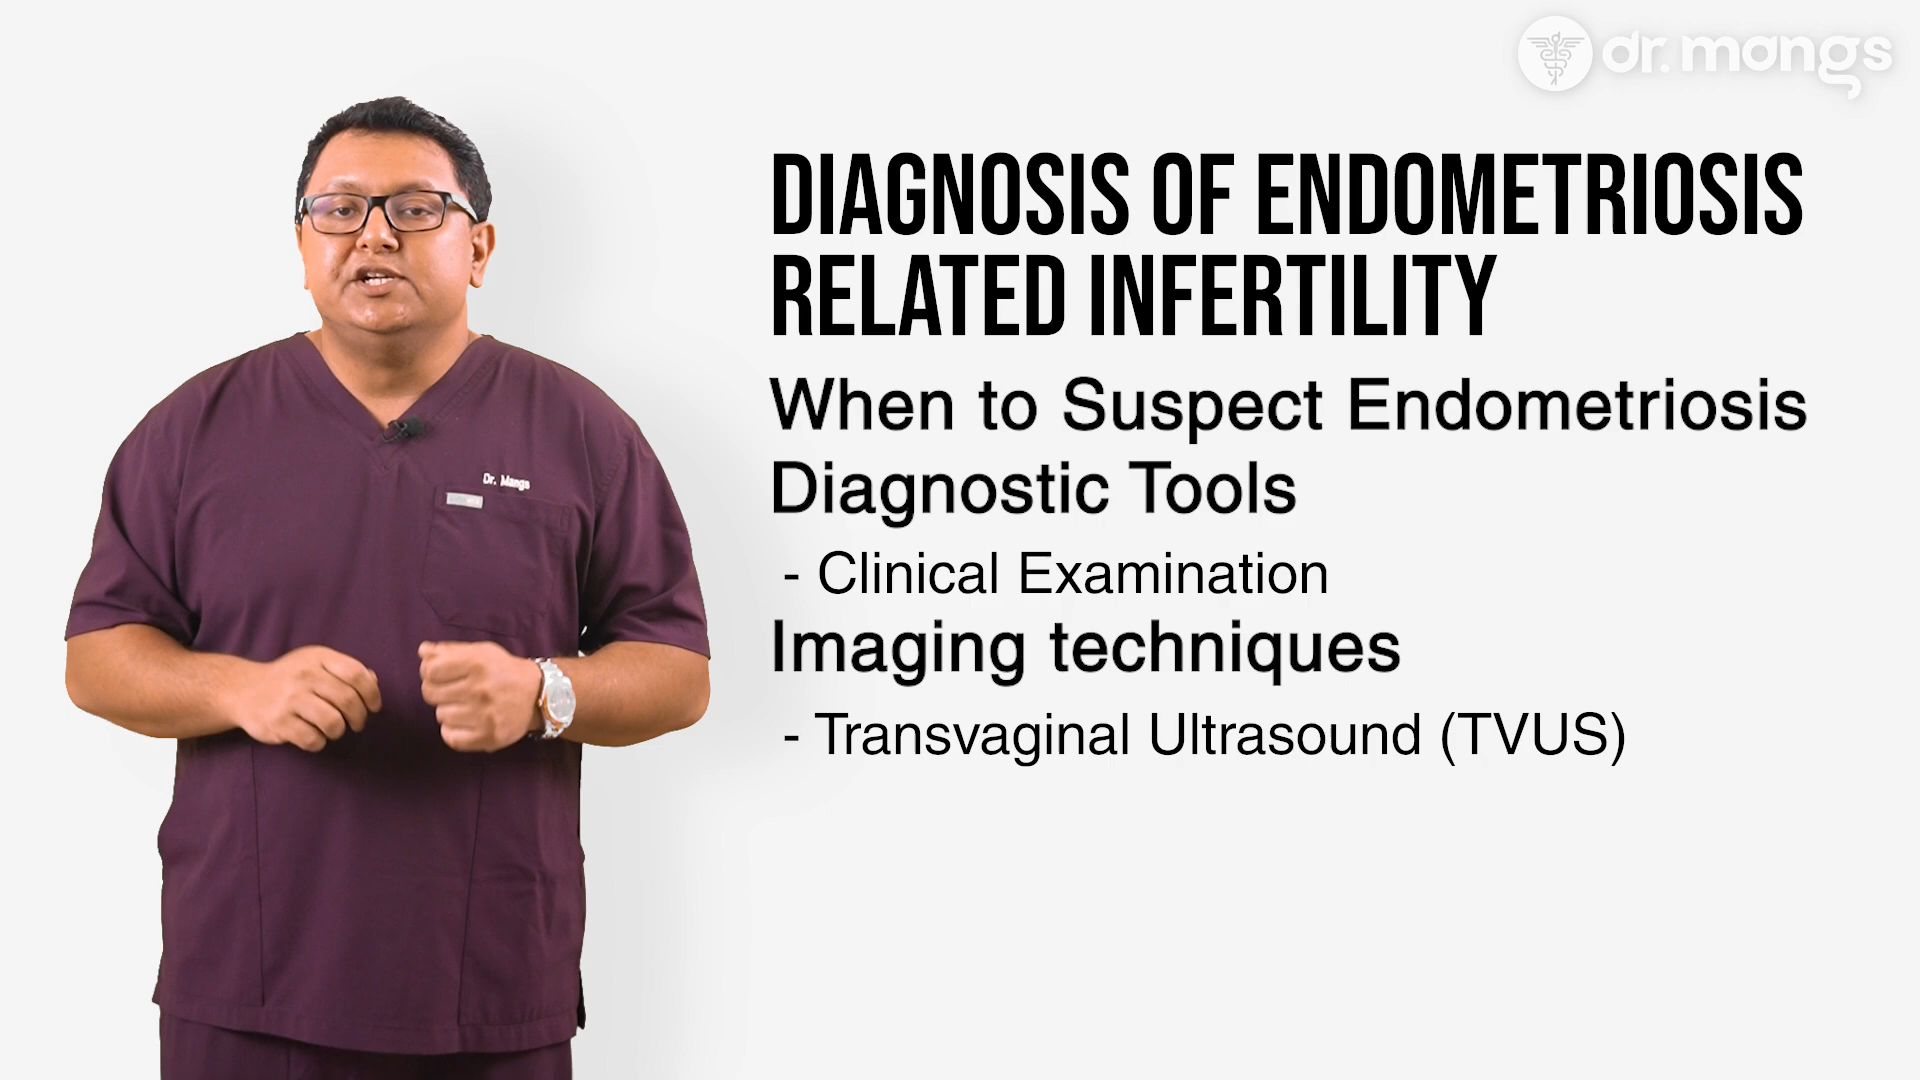 dr. mangs
DIAGNOSIS OF ENDOMETRIOSIS
RELATED INFERTILITY
When to Suspect Endometriosis
Diagnostic Tools
- Clinical Examination
Imaging techniques
- Transvaginal Ultrasound (TVUS)
Dr. Mangs